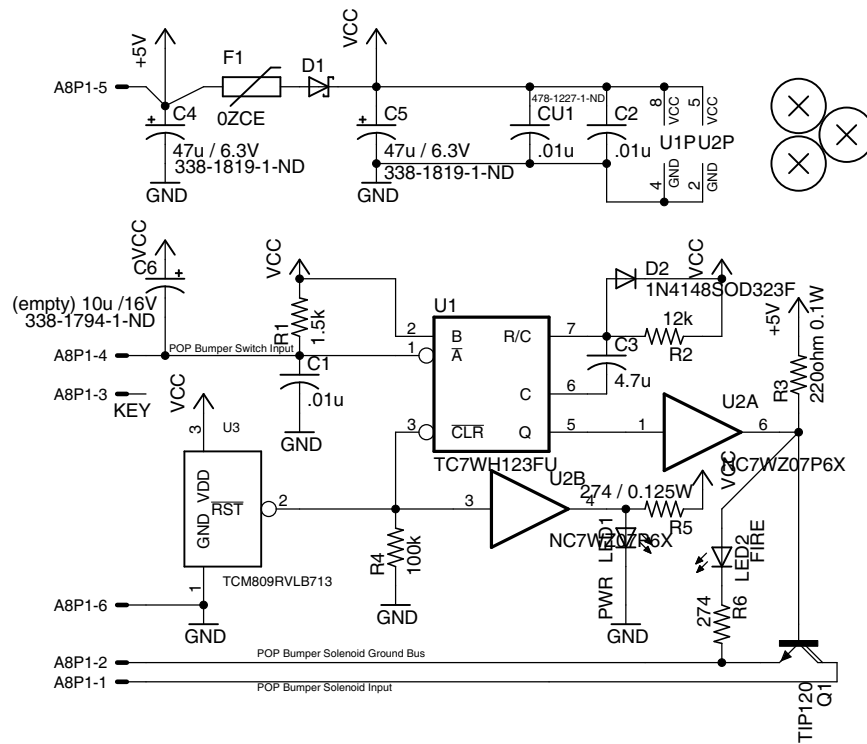 +5V
F1
D1
VCC
A8P1-5
0ZCE
C4
47u / 6.3V
338-1819-1-ND
GND
C5
47u / 6.3V
338-1819-1-ND
GND
478-1227-1-ND
CU1
.01u
C2
.01u
8
VCC
5
VCC
U1P
U2P
4
GND
2
GND
VCC
C6
(empty) 10u /16V
338-1794-1-ND
A8P1-4
POP Bumper Switch Input
VCC
R1
1.5k
C1
.01u
GND
A8P1-3
KEY
U1
2
B
R/C
7
1
A
C
6
3
CLR
Q
5
TC7WH123FU
D2
1N4148SOD323F
VCC
12k
R2
C3
4.7u
+5V
R3
220ohm 0.1W
U2A
1
6
NC7WZ07P6X
VCC
3
U3
VDD
GND
RST
2
1
TCM809RVLB713
R4
100k
GND
U2B
3
4
NC7WZ07P6X
274 / 0.125W
R5
VCC
PWR
LED1
GND
LED2
FIRE
274
R6
A8P1-6
GND
A8P1-2
POP Bumper Solenoid Ground Bus
A8P1-1
POP Bumper Solenoid Input
TIP120
Q1